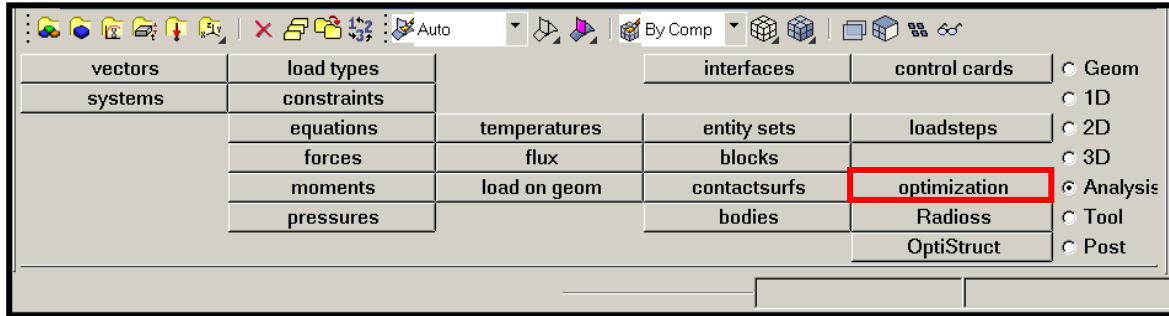 Auto By Comp
vectors load types interfaces control cards Geom
systems constraints 1D
equations temperatures entity sets loadsteps 2D
forces flux blocks 3D
moments load on geom contactsurfs optimization Analysis
pressures bodies Radioss Tool
OptiStruct Post